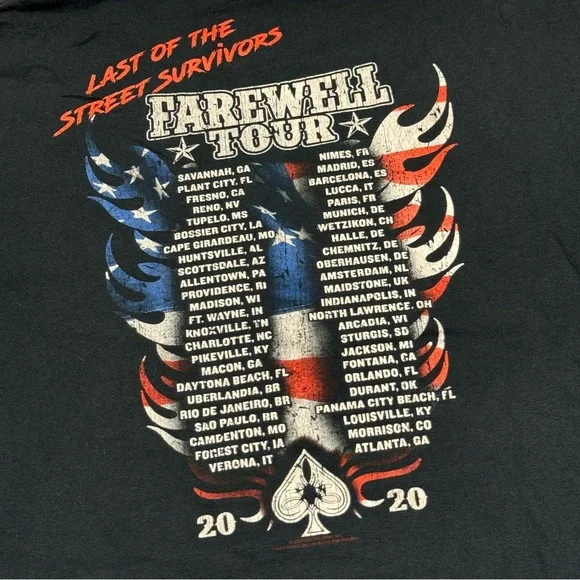 LAST OF THE
STREET SURVIVORS
FAREWELL
TOUR
SAVANNAH, GA
PLANT CITY, FL
FRESNO, CA
RENO, NV
TUPELO, MS
BOSSIER CITY, LA
CAPE GIRARDEAU, MO
HUNTSVILLE, AL
SCOTTSDALE, AZ
ALLENTOWN, PA
PROVIDENCE, RI
MADISON, WI
FT. WAYNE, IN
KNOXVILLE, TN
CHARLOTTE, NC
PIKEVILLE, KY
MACON, GA
DAYTONA BEACH, FL
UBERLANDIA, BR
RIO DE JANEIRO, BR
SAO PAULO, BR
CAMDENTON, MO
FOREST CITY, IA
VERONA, IT
NIMES, FR
MADRID, ES
BARCELONA, ES
LUCCA, IT
PARIS, FR
MUNICH, DE
WETZIKON, CH
HALLE, DE
CHEMNITZ, DE
OBERHAUSEN, DE
AMSTERDAM, NL
MAIDSTONE, UK
INDIANAPOLIS, IN
NORTH LAWRENCE, OH
ARCADIA, WI
STURGIS, SD
JACKSON, MI
FONTANA, CA
ORLANDO, FL
DURANT, OK
PANAMA CITY BEACH, FL
LOUISVILLE, KY
MORRISON, CO
ATLANTA, GA
20 20